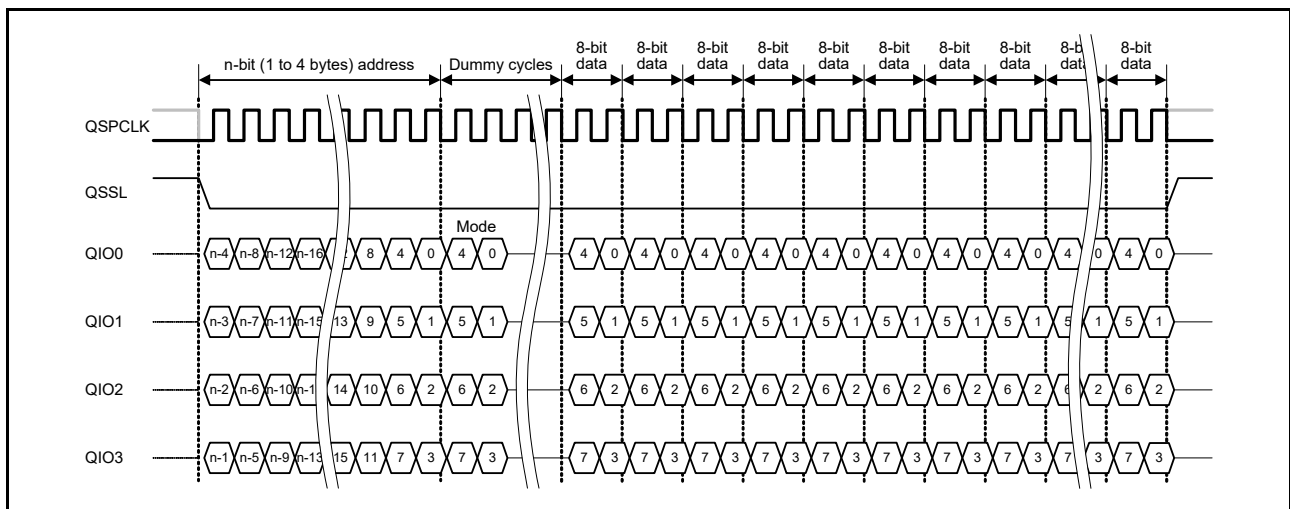 8-bit 8-bit 8-bit 8-bit 8-bit 8-bit 8-bit 8-bit 8-bit
n-bit (1 to 4 bytes) address Dummy cycles data data data data data data data data data data
QSPCLK
QSSL
Mode
QIO0 n-4 n-8 n-12 n-16 8 4 0 4 0 4 0 4 0 4 0 4 0 4 0 4 0 4 0 4 0 4 0 4 0
QIO1 n-3 n-7 n-11 n-15 13 9 5 1 5 1 5 1 5 1 5 1 5 1 5 1 5 1 5 1 5 1 5 1 5 1
QIO2 n-2 n-6 n-10 14 10 6 2 6 2 6 2 6 2 6 2 6 2 6 2 6 2 6 2 6 2 6 2 6 2
QIO3 n-1 n-5 n-9 n-13 15 11 7 3 7 3 7 3 7 3 7 3 7 3 7 3 7 3 7 3 7 3 7 3 7 3